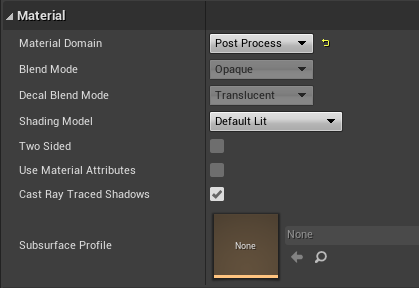 Material
Material Domain Post Process
Blend Mode Opaque
Decal Blend Mode Translucent
Shading Model Default Lit
Two Sided
Use Material Attributes
Cast Ray Traced Shadows
Subsurface Profile None None